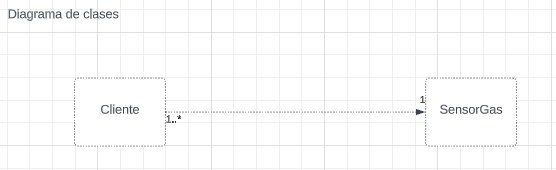 Diagrama de clases
1
Cliente
SensorGas
1..*